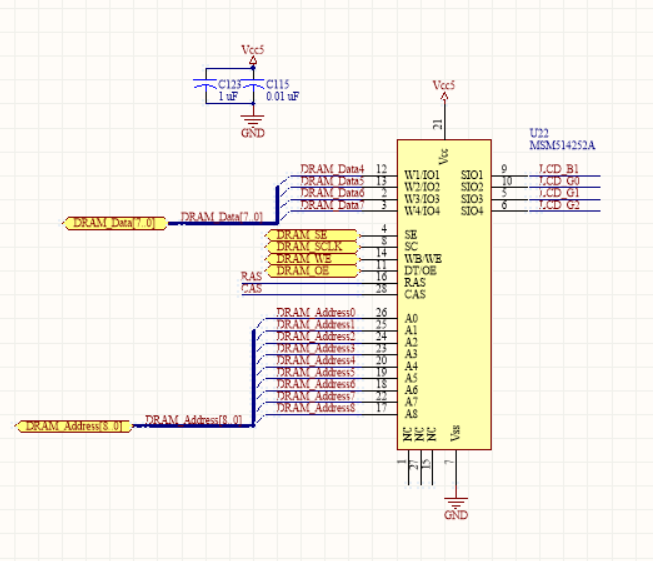 Vcc5
C123 C115
1 uF 0.01 uF
GND
Vcc5
21
U22
MSM514252A
Vcc
DRAM_Data4 12 W1/IO1 SIO1 9 LCD_B1
DRAM_Data5 13 W2/IO2 SIO2 10 LCD_G0
DRAM_Data6 2 W3/IO3 SIO3 5 LCD_G1
DRAM_Data7 3 W4/IO4 SIO4 6 LCD_G2
DRAM_Data[7..0] DRAM_Data[7..0]
DRAM_SE 4 SE
DRAM_SCLK 8 SC
DRAM_WE 14 WB/WE
DRAM_OE 11 DT/OE
RAS 16 RAS
CAS 28 CAS
DRAM_Address0 26 A0
DRAM_Address1 25 A1
DRAM_Address2 24 A2
DRAM_Address3 23 A3
DRAM_Address4 20 A4
DRAM_Address5 19 A5
DRAM_Address6 18 A6
DRAM_Address7 22 A7
DRAM_Address8 17 A8
DRAM_Address[8..0] DRAM_Address[8..0]
NC NC NC Vss
1 27 15 7
GND